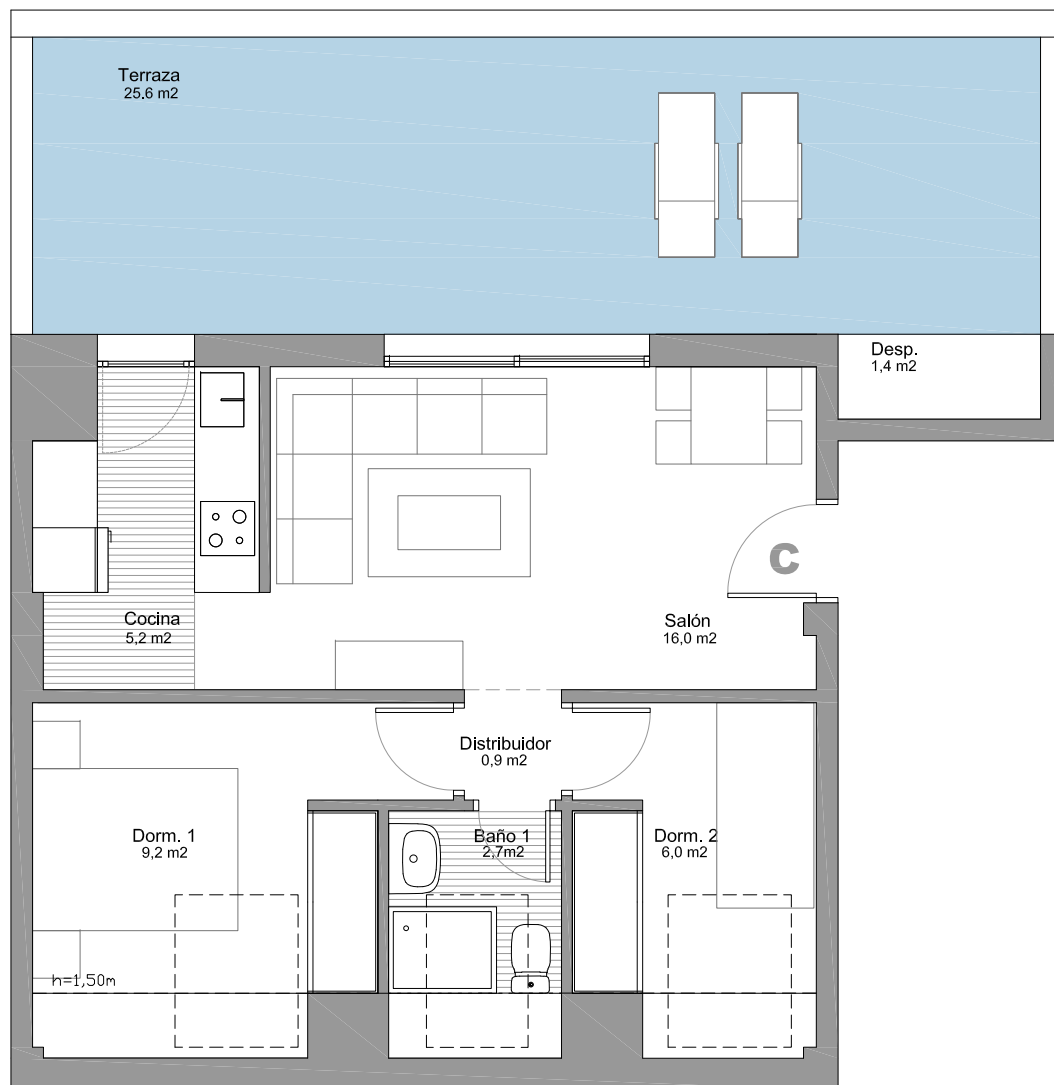 Terraza
25.6 m2
Desp.
1,4 m2
Cocina
5,2 m2
C
Salón
16,0 m2
Distribuidor
0,9 m2
Dorm. 1
9,2 m2
Baño 1
2,7m2
Dorm. 2
6,0 m2
h=1,50m